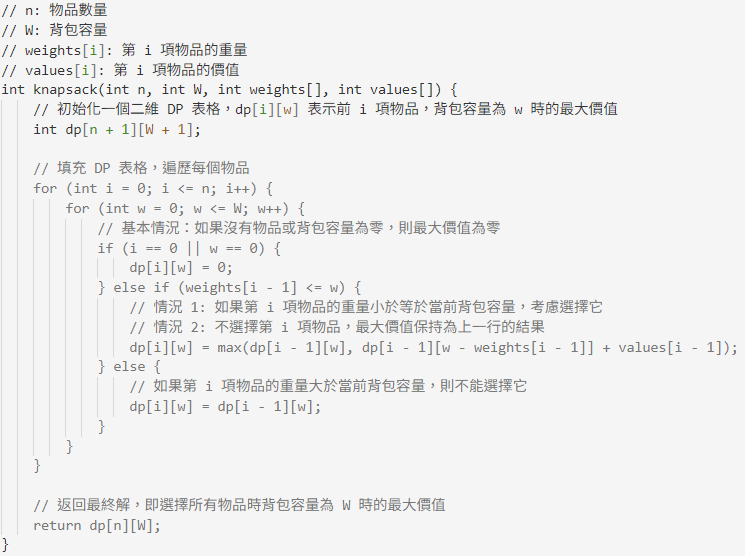 // n: 物品數量
// W: 背包容量
// weights[i]: 第 i 項物品的重量
// values[i]: 第 i 項物品的價值
int knapsack(int n, int W, int weights[], int values[]) {
    // 初始化一個二維 DP 表格，dp[i][w] 表示前 i 項物品，背包容量為 w 時的最大價值
    int dp[n + 1][W + 1];

    // 填充 DP 表格，遍歷每個物品
    for (int i = 0; i <= n; i++) {
        for (int w = 0; w <= W; w++) {
            // 基本情況：如果沒有物品或背包容量為零，則最大價值為零
            if (i == 0 || w == 0) {
                dp[i][w] = 0;
            } else if (weights[i - 1] <= w) {
                // 情況 1: 如果第 i 項物品的重量小於等於當前背包容量，考慮選擇它
                // 情況 2: 不選擇第 i 項物品，最大價值保持為上一行的結果
                dp[i][w] = max(dp[i - 1][w], dp[i - 1][w - weights[i - 1]] + values[i - 1]);
            } else {
                // 如果第 i 項物品的重量大於當前背包容量，則不能選擇它
                dp[i][w] = dp[i - 1][w];
            }
        }
    }

    // 返回最終解，即選擇所有物品時背包容量為 W 時的最大價值
    return dp[n][W];
}